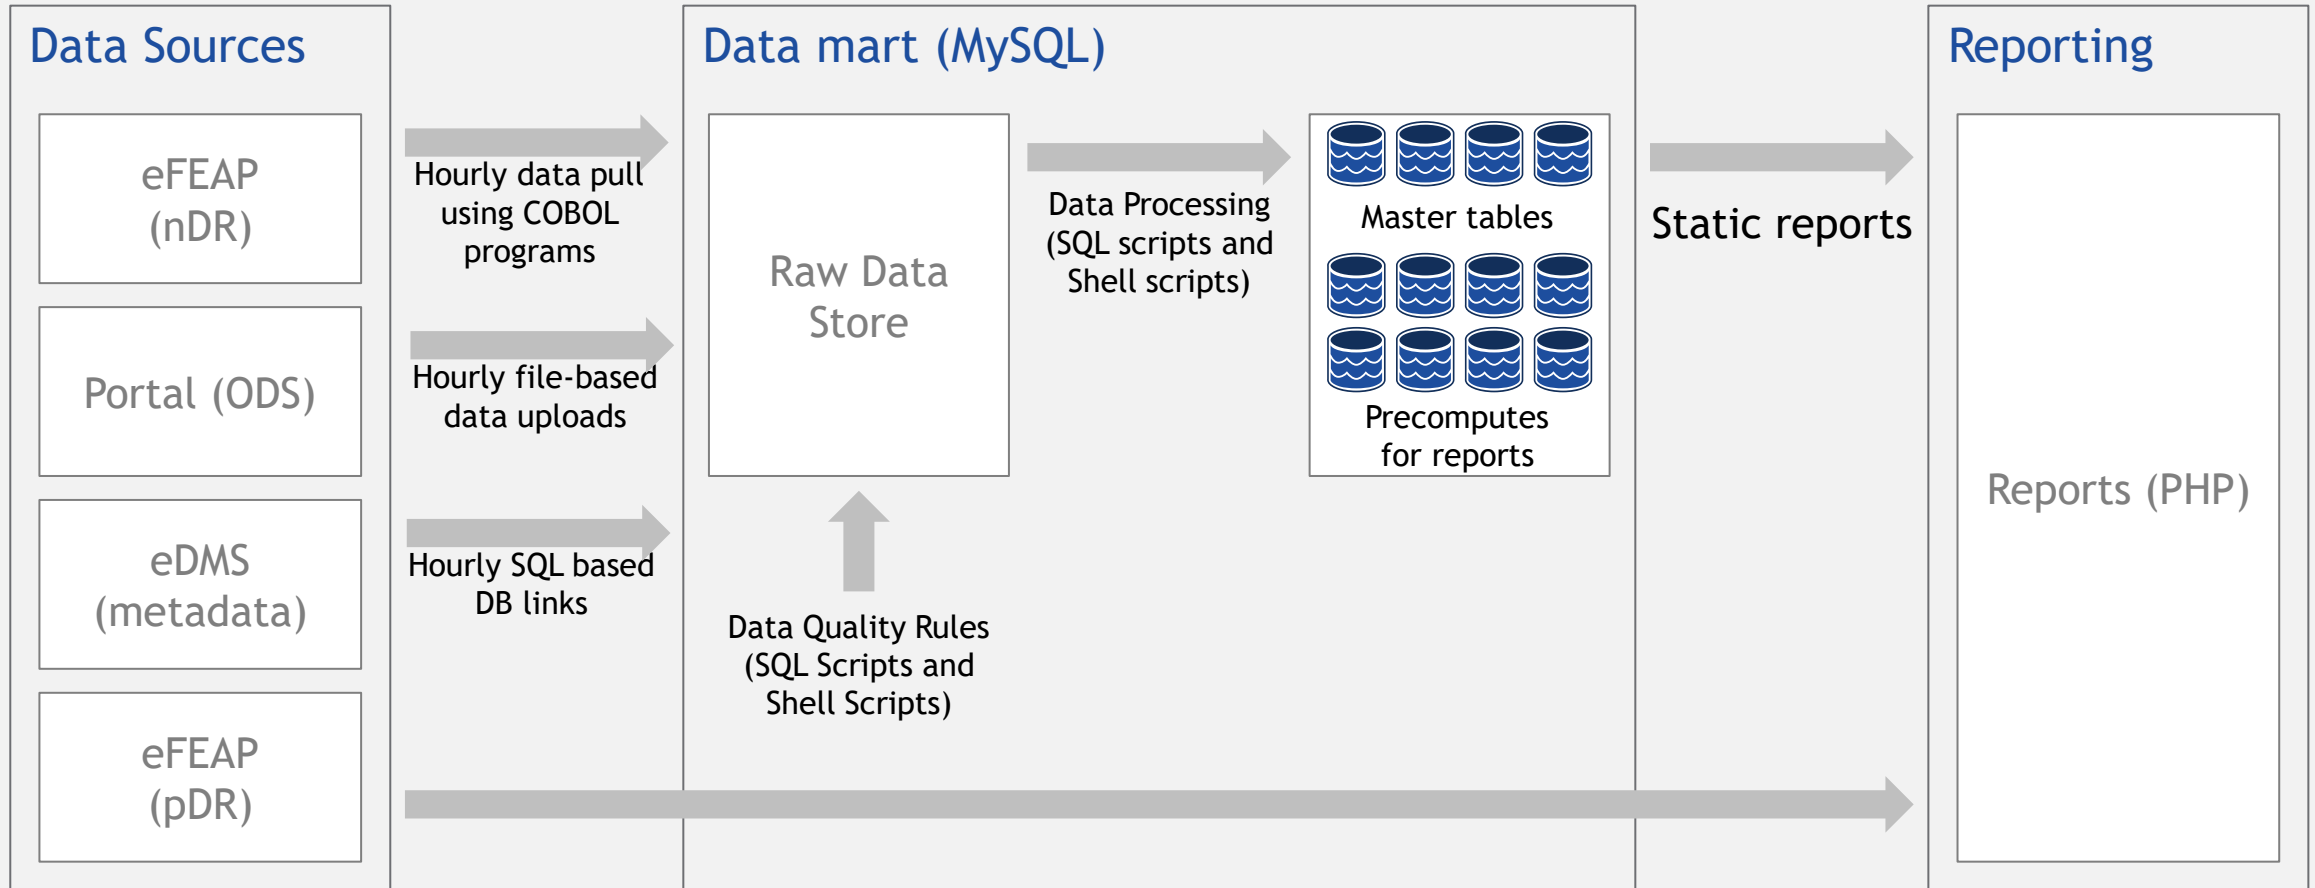 Data Sources
eFEAP
(nDR)
Portal (ODS)
eDMS
(metadata)
eFEAP
(pDR)
Hourly data pull
using COBOL
programs
Hourly file-based
data uploads
Hourly SQL based
DB links
Data mart (MySQL)
Raw Data
Store
Data Quality Rules
(SQL Scripts and
Shell Scripts)
Data Processing
(SQL scripts and
Shell scripts)
Master tables
Precomputes
for reports
Static reports
Reporting
Reports (PHP)